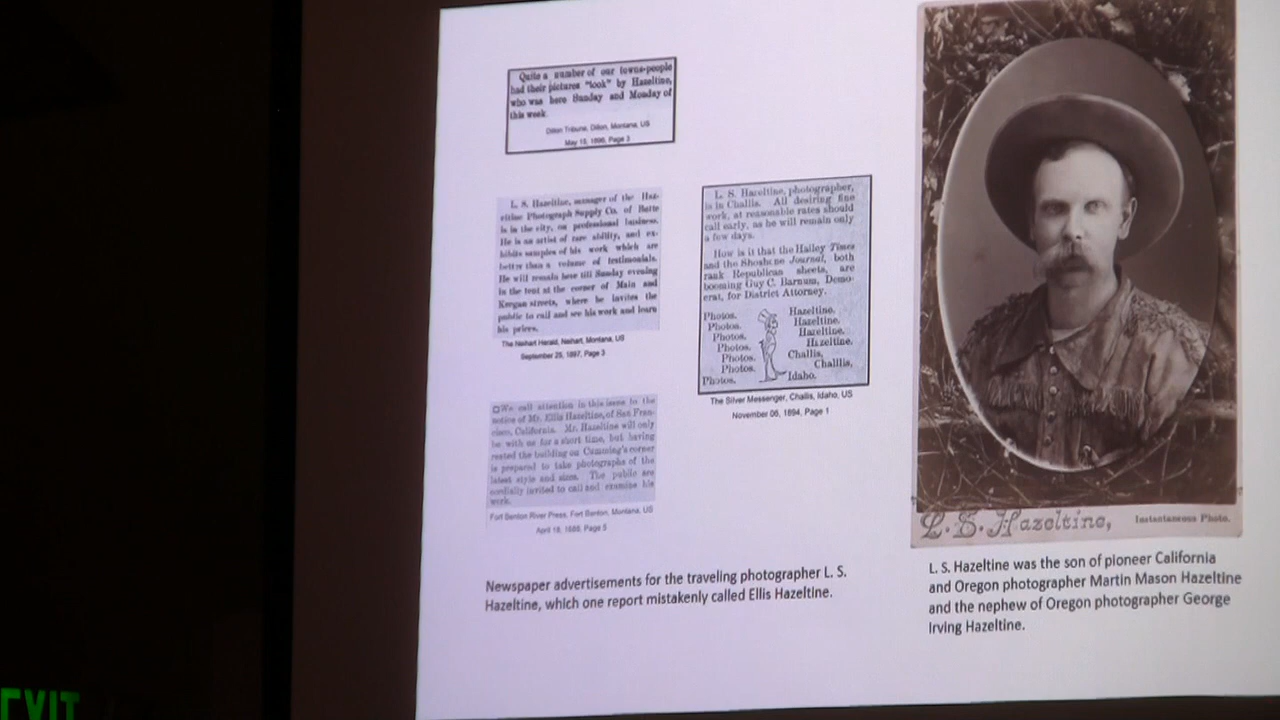 Quite a number of our towns-people
had their pictures "took" by Hazeltine,
who was here Sunday and Monday of
this week.
Dillon Tribune, Dillon, Montana, US
May 15, 1896, Page 3
L. S. Hazeltine, manager of the Haz-
eltine Photograph Supply Co. of Butte
is in the city, on professional business.
He is an artist of rare ability, and ex-
hibits samples of his work which are
better than a volume of testimonials.
He will remain here till Sunday evening
in the tent at the corner of Main and
Keegan streets, where he invites the
public to call and see his work and learn
his prices.
The Neihart Herald, Neihart, Montana, US
September 25, 1897, Page 3
We call attention in this issue to the
notice of Mr. Ellis Hazeltine, of San Fran-
cisco, California. Mr. Hazeltine will only
be with us for a short time, but having
rented the building on Cumming's corner
is prepared to take photographs of the
latest style and sizes. The public are
cordially invited to call and examine his
work.
Fort Benton River Press, Fort Benton, Montana, US
April Page 5
L. S. Hazeltine, photographer,
is in Challis. All desiring fine
work, at reasonable rates should
call early, as he will remain only
a few days.
How is it that the Hailey Times
and the Shoshone Journal, both
rank Republican sheets, are
booming Guy C. Barnum, Demo-
crat, for District Attorney.
Photos. Hazeltine.
Photos. Hazeltine.
Photos. Hazeltine.
Photos. Hazeltine.
Photos. Challis,
Photos. Challlis,
Photos. Idaho.
The Silver Messenger, Challis, Idaho, US
November 06, 1894, Page 1
Newspaper advertisements for the traveling photographer L. S.
Hazeltine, which one report mistakenly called Ellis Hazeltine.
L. S. Hazeltine, Instantaneous Photo.
L. S. Hazeltine was the son of pioneer California
and Oregon photographer Martin Mason Hazeltine
and the nephew of Oregon photographer George
Irving Hazeltine.
EXIT